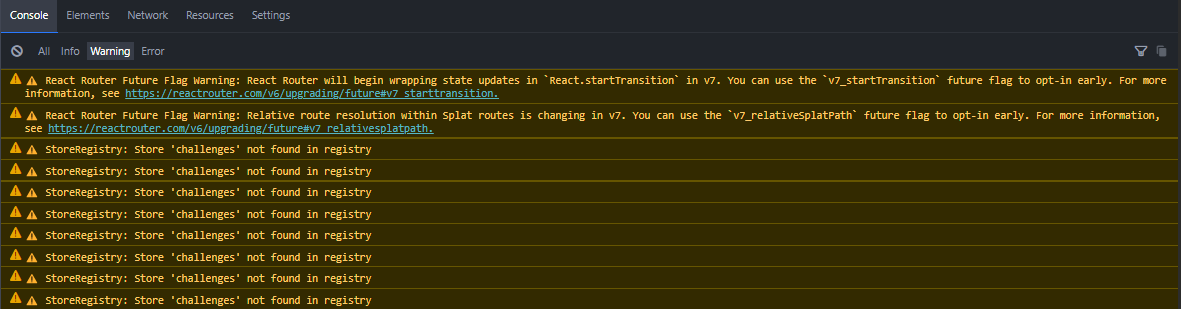 Console Elements Network Resources Settings
All Info Warning Error
React Router Future Flag Warning: React Router will begin wrapping state updates in `React.startTransition` in v7. You can use the `v7_startTransition` future flag to opt-in early. For more
information, see https://reactrouter.com/v6/upgrading/future#v7_starttransition.
React Router Future Flag Warning: Relative route resolution within Splat routes is changing in v7. You can use the `v7_relativeSplatPath` future flag to opt-in early. For more information,
see https://reactrouter.com/v6/upgrading/future#v7_relativesplatpath.
StoreRegistry: Store 'challenges' not found in registry
StoreRegistry: Store 'challenges' not found in registry
StoreRegistry: Store 'challenges' not found in registry
StoreRegistry: Store 'challenges' not found in registry
StoreRegistry: Store 'challenges' not found in registry
StoreRegistry: Store 'challenges' not found in registry
StoreRegistry: Store 'challenges' not found in registry
StoreRegistry: Store 'challenges' not found in registry